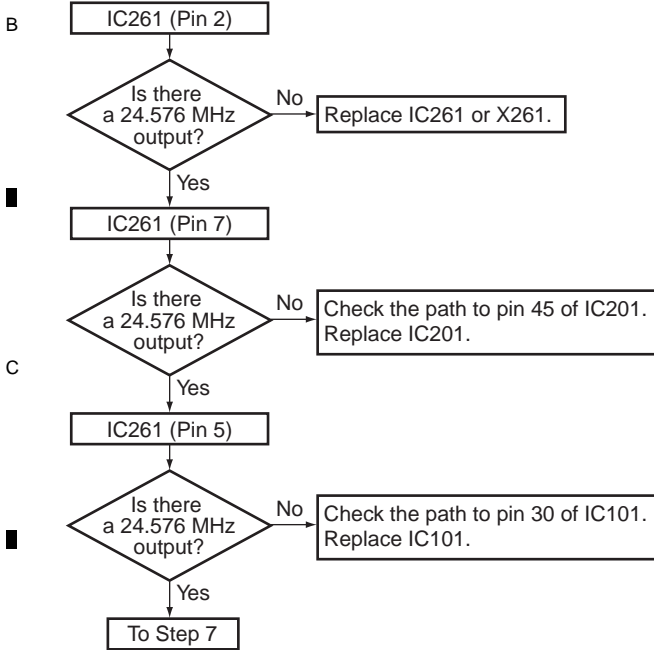 B
IC261 (Pin 2)
Is there
a 24.576 MHz
output?
No
Replace IC261 or X261.
Yes
IC261 (Pin 7)
Is there
a 24.576 MHz
output?
No
Check the path to pin 45 of IC201.
Replace IC201.
C
Yes
IC261 (Pin 5)
Is there
a 24.576 MHz
output?
No
Check the path to pin 30 of IC101.
Replace IC101.
Yes
To Step 7